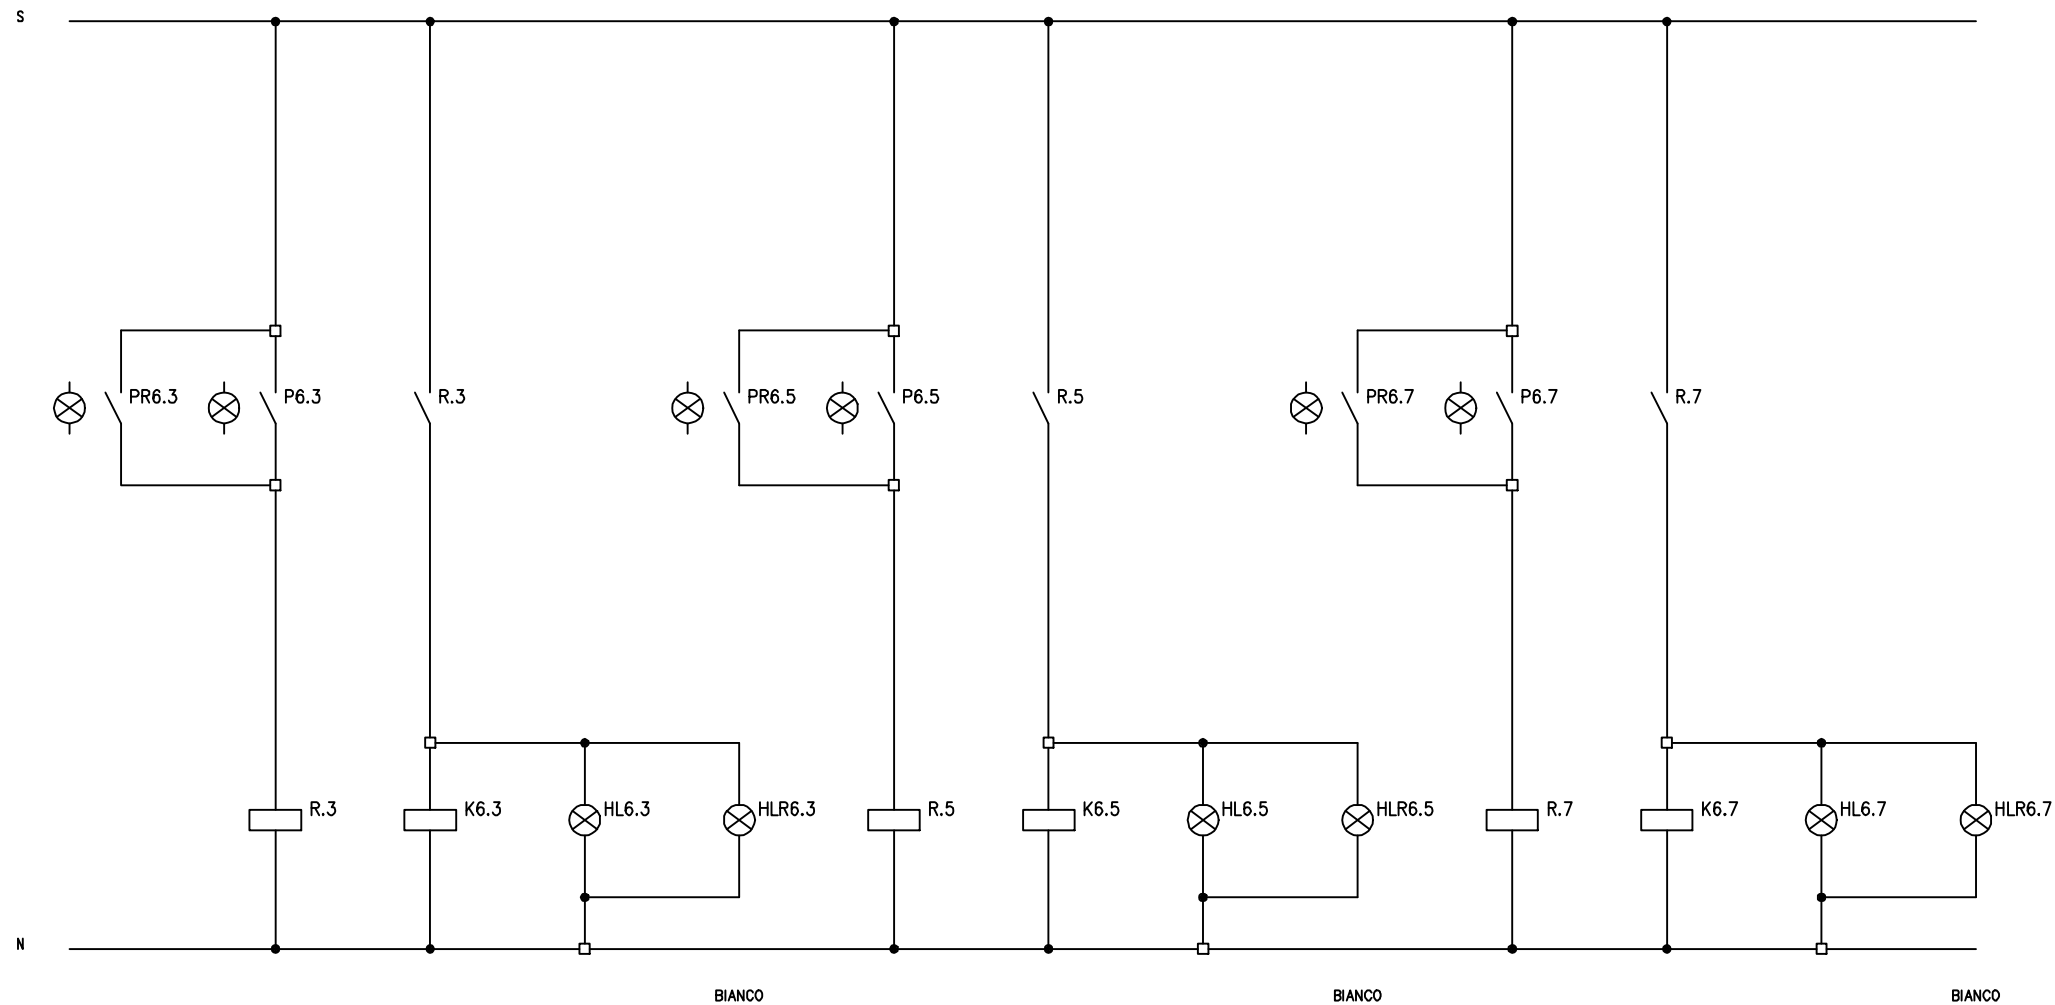 S
PR6.3 P6.3 R.3 PR6.5 P6.5 R.5 PR6.7 P6.7 R.7
R.3 K6.3 HL6.3 HLR6.3 R.5 K6.5 HL6.5 HLR6.5 R.7 K6.7 HL6.7 HLR6.7
N
BIANCO BIANCO BIANCO